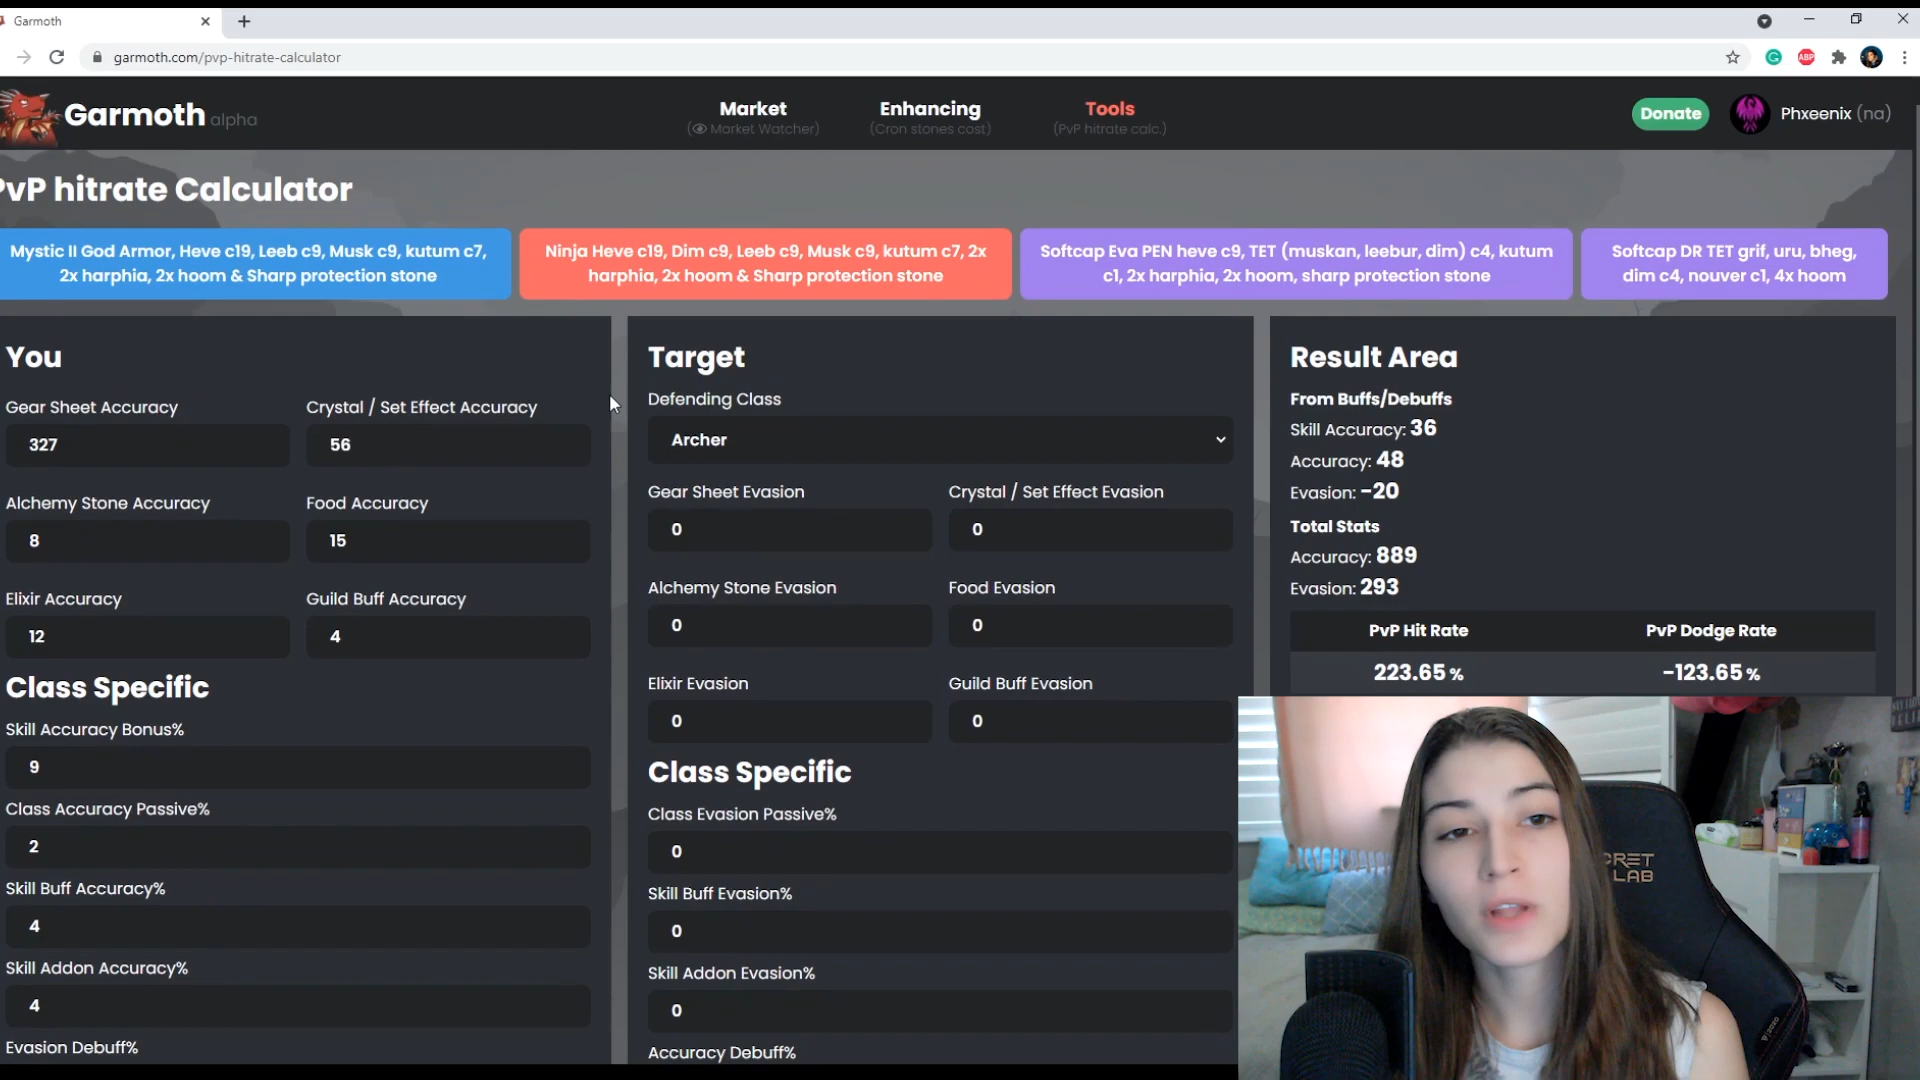 Garmoth
garmoth.com/pvp-hitrate-calculator
ABP
Garmoth alpha
Market
(Market Watcher)
Enhancing
(Cron stones cost)
Tools
(PvP hitrate calc.)
Donate
Phxeenix (na)
PvP hitrate Calculator
Mystic II God Armor, Heve c19, Leeb c9, Musk c9, kutum c7,
2x harphia, 2x hoom & Sharp protection stone
Ninja Heve c19, Dim c9, Leeb c9, Musk c9, kutum c7, 2x
harphia, 2x hoom & Sharp protection stone
Softcap Eva PEN heve c9, TET (muskan, leebur, dim) c4, kutum
c1, 2x harphia, 2x hoom, sharp protection stone
Softcap DR TET grif, uru, bheg,
dim c4, nouver c1, 4x hoom
You
Gear Sheet Accuracy
327
Crystal / Set Effect Accuracy
56
Alchemy Stone Accuracy
8
Food Accuracy
15
Elixir Accuracy
12
Guild Buff Accuracy
4
Class Specific
Skill Accuracy Bonus%
9
Class Accuracy Passive%
2
Skill Buff Accuracy%
4
Skill Addon Accuracy%
4
Evasion Debuff%
Target
Defending Class
Archer
Gear Sheet Evasion
0
Crystal / Set Effect Evasion
0
Alchemy Stone Evasion
0
Food Evasion
0
Elixir Evasion
0
Guild Buff Evasion
0
Class Specific
Class Evasion Passive%
0
Skill Buff Evasion%
0
Skill Addon Evasion%
0
Accuracy Debuff%
Result Area
From Buffs/Debuffs
Skill Accuracy: 36
Accuracy: 48
Evasion: -20
Total Stats
Accuracy: 889
Evasion: 293
PvP Hit Rate
PvP Dodge Rate
223.65 %
-123.65 %
CRET
LAB